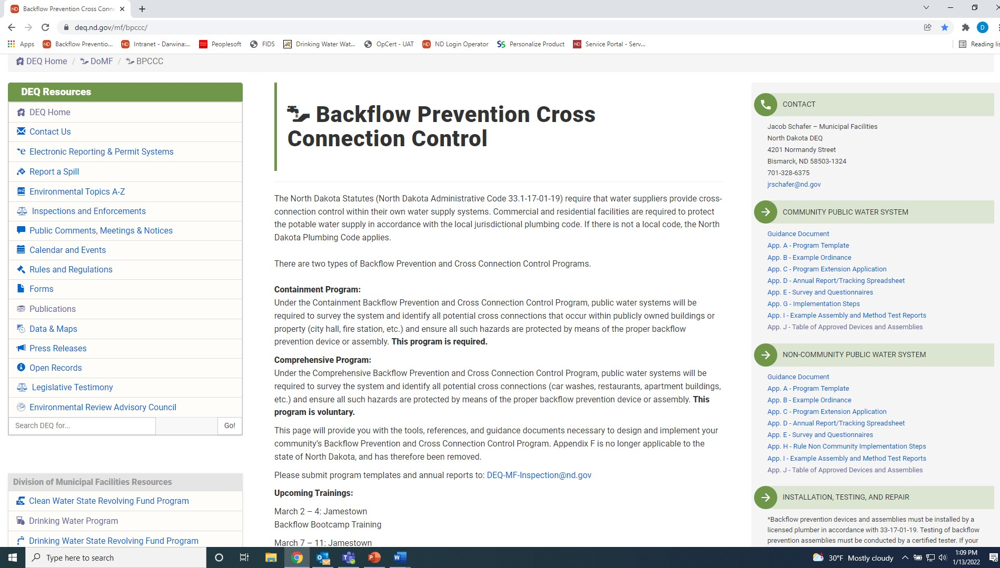 Backflow Prevention Cross Conne
deq.nd.gov/mf/bpccc/
D
Apps
Backflow Preventio...
Intranet - Darwina:...
Peoplesoft
FIDS
Drinking Water Wat...
OpCert - UAT
ND Login Operator
Personalize Product
Service Portal - Serv...
Reading lis
DEQ Home / DoMF / BPCCC
DEQ Resources
DEQ Home
Contact Us
Electronic Reporting & Permit Systems
Report a Spill
Environmental Topics A-Z
Inspections and Enforcements
Public Comments, Meetings & Notices
Calendar and Events
Rules and Regulations
Forms
Publications
Data & Maps
Press Releases
Open Records
Legislative Testimony
Environmental Review Advisory Council
Search DEQ for...
Go!
Division of Municipal Facilities Resources
Clean Water State Revolving Fund Program
Drinking Water Program
Drinking Water State Revolving Fund Program
Backflow Prevention Cross
Connection Control
The North Dakota Statutes (North Dakota Administrative Code 33.1-17-01-19) require that water suppliers provide cross-
connection control within their own water supply systems. Commercial and residential facilities are required to protect
the potable water supply in accordance with the local jurisdictional plumbing code. If there is not a local code, the North
Dakota Plumbing Code applies.
There are two types of Backflow Prevention and Cross Connection Control Programs.
Containment Program:
Under the Containment Backflow Prevention and Cross Connection Control Program, public water systems will be
required to survey the system and identify all potential cross connections that occur within publicly owned buildings or
property (city hall, fire station, etc.) and ensure all such hazards are protected by means of the proper backflow
prevention device or assembly. This program is required.
Comprehensive Program:
Under the Comprehensive Backflow Prevention and Cross Connection Control Program, public water systems will be
required to survey the system and identify all potential cross connections (car washes, restaurants, apartment buildings,
etc.) and ensure all such hazards are protected by means of the proper backflow prevention device or assembly. This
program is voluntary.
This page will provide you with the tools, references, and guidance documents necessary to design and implement your
community's Backflow Prevention and Cross Connection Control Program. Appendix F is no longer applicable to the
state of North Dakota, and has therefore been removed.
Please submit program templates and annual reports to: DEQ-MF-Inspection@nd.gov
Upcoming Trainings:
March 2 – 4: Jamestown
Backflow Bootcamp Training
March 7 – 11: Jamestown
CONTACT
Jacob Schafer – Municipal Facilities
North Dakota DEQ
4201 Normandy Street
Bismarck, ND 58503-1324
701-328-6375
jrschafer@nd.gov
COMMUNITY PUBLIC WATER SYSTEM
Guidance Document
App. A - Program Template
App. B - Example Ordinance
App. C - Program Extension Application
App. D - Annual Report/Tracking Spreadsheet
App. E - Survey and Questionnaires
App. G - Implementation Steps
App. I - Example Assembly and Method Test Reports
App. J - Table of Approved Devices and Assemblies
NON-COMMUNITY PUBLIC WATER SYSTEM
Guidance Document
App. A - Program Template
App. B - Example Ordinance
App. C - Program Extension Application
App. D - Annual Report/Tracking Spreadsheet
App. E - Survey and Questionnaires
App. H - Rule Non Community Implementation Steps
App. I - Example Assembly and Method Test Reports
App. J - Table of Approved Devices and Assemblies
INSTALLATION, TESTING, AND REPAIR
*Backflow prevention devices and assemblies must be installed by a
licensed plumber in accordance with 33-17-01-19. Testing of backflow
prevention assemblies must be conducted by a certified tester. If your
Type here to search
30°F Mostly cloudy
1:09 PM
1/13/2022